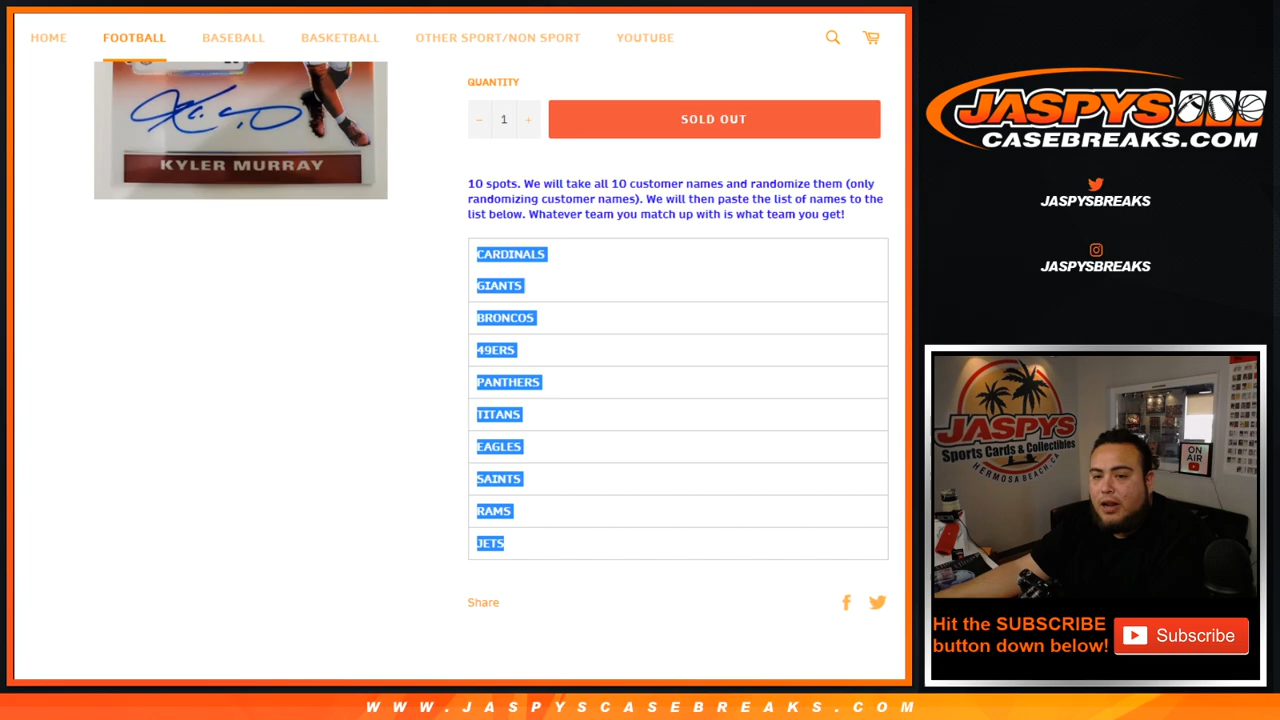 HOME FOOTBALL BASEBALL BASKETBALL OTHER SPORT/NON SPORT YOUTUBE
KYLER MURRAY
QUANTITY
− 1 + SOLD OUT
10 spots. We will take all 10 customer names and randomize them (only
randomizing customer names). We will then paste the list of names to the
list below. Whatever team you match up with is what team you get!
CARDINALS
GIANTS
BRONCOS
49ERS
PANTHERS
TITANS
EAGLES
SAINTS
RAMS
JETS
Share
JASPYS
CASEBREAKS.COM
JASPYSBREAKS
JASPYSBREAKS
JASPYS
Sports Cards & Collectibles
HERMOSA BEACH, CA
ON
AIR
Hit the SUBSCRIBE
button down below!
Subscribe
WWW.JASPYSCASEBREAKS.COM